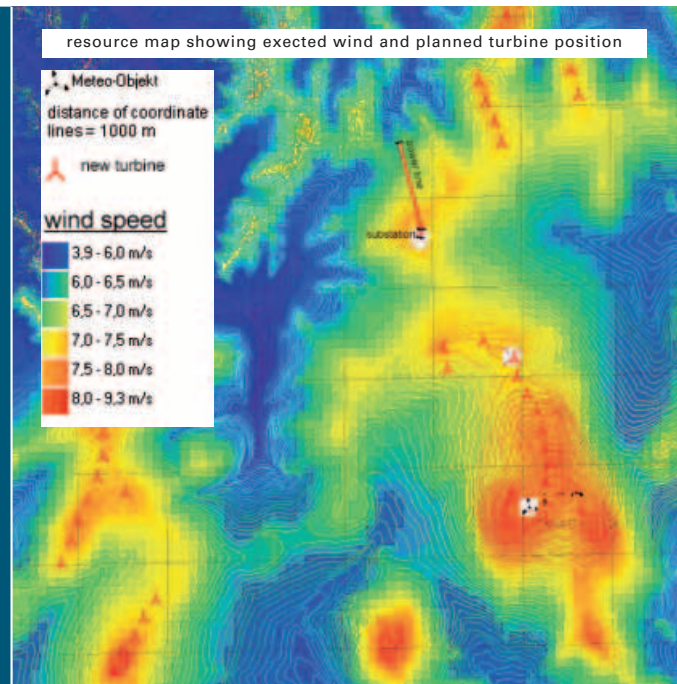 resource map showing exected wind and planned turbine position
Meteo-Objekt
distance of coordinate
lines = 1000 m
new turbine
wind speed
3,9 - 6,0 m/s
6,0 - 6,5 m/s
6,5 - 7,0 m/s
7,0 - 7,5 m/s
7,5 - 8,0 m/s
8,0 - 9,3 m/s
power line
substation